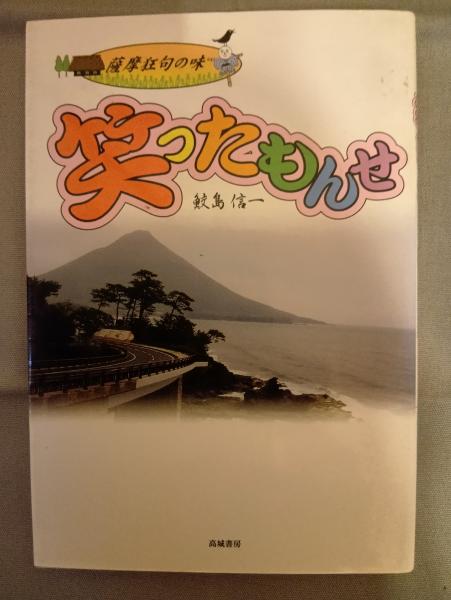 薩摩狂句の味…
笑ったもんせ
鮫島信一
高城書房